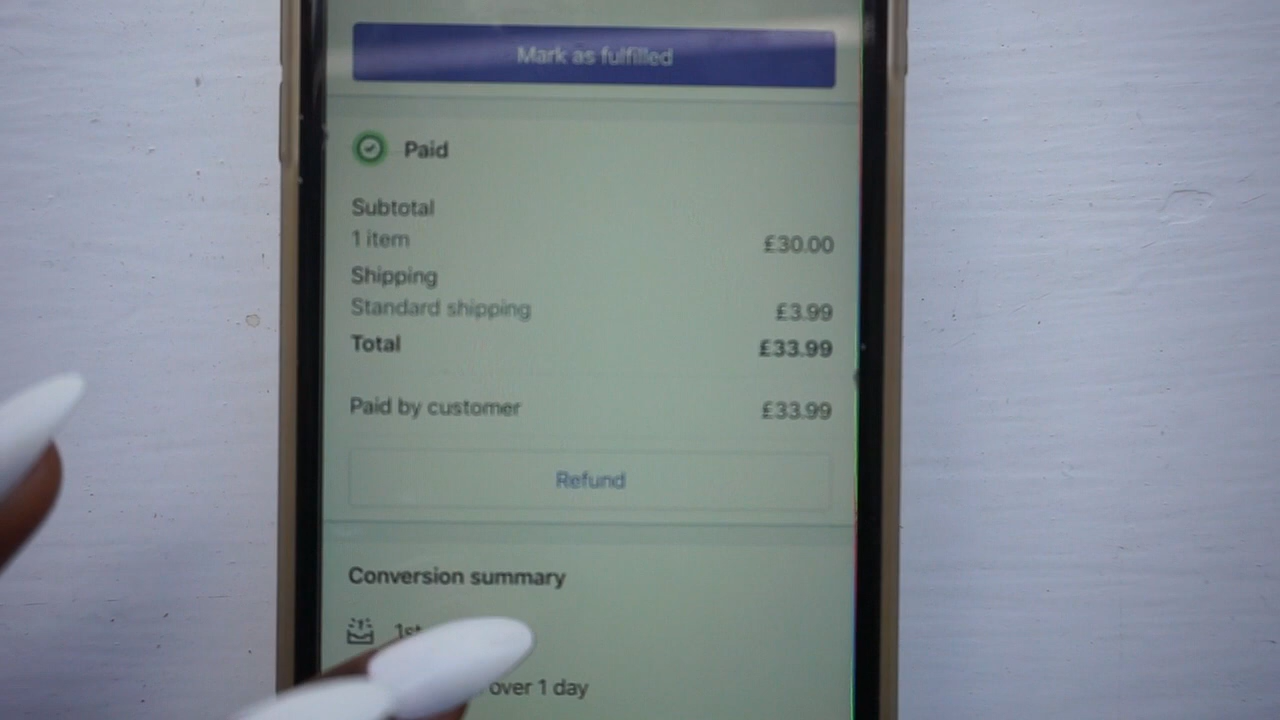 Mark as fulfilled
Paid
Subtotal
1 item £30.00
Shipping
Standard shipping £3.99
Total £33.99
Paid by customer £33.99
Refund
Conversion summary
1st
over 1 day